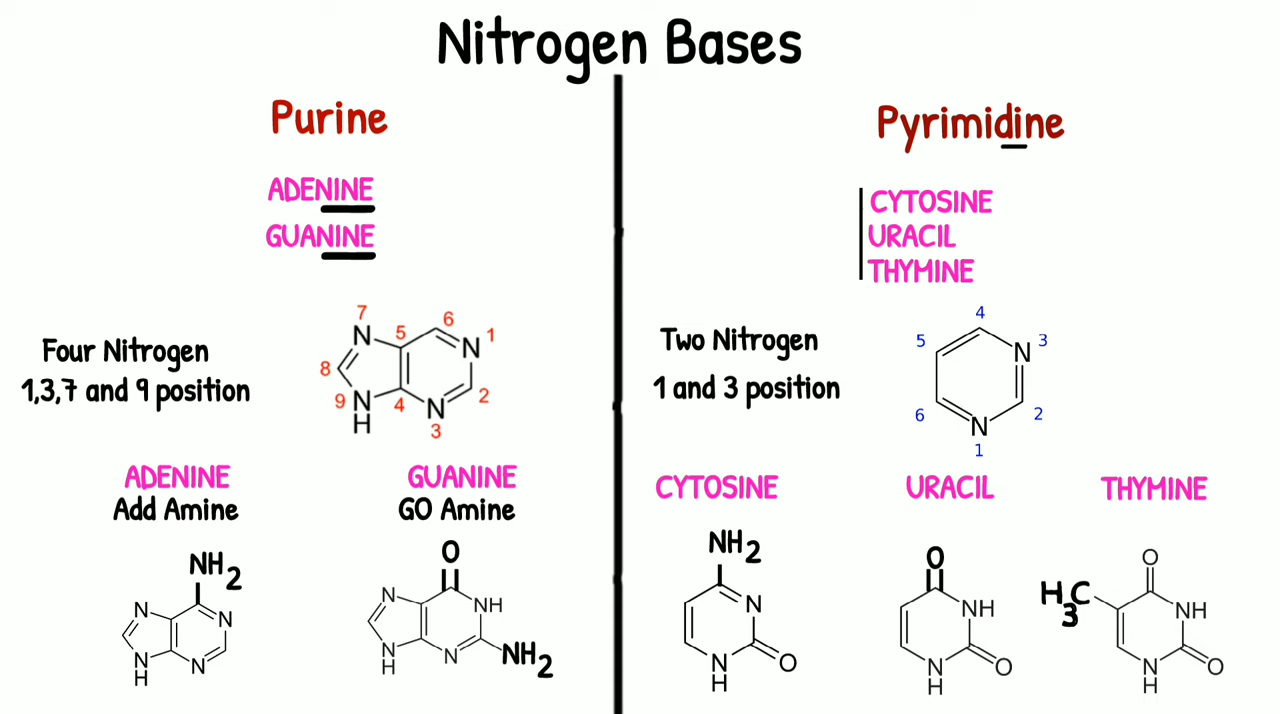 Nitrogen Bases
Purine
ADENINE
GUANINE
Four Nitrogen
1,3,7 and 9 position
7
6
5
1
N
N
8
9
4
2
N
N
H
3
ADENINE
Add Amine
NH2
N
N
N
H
N
GUANINE
GO Amine
O
N
NH
N
H
N
NH2
Pyrimidine
CYTOSINE
URACIL
THYMINE
Two Nitrogen
1 and 3 position
4
5
3
N
6
2
N
1
CYTOSINE
NH2
N
NH
O
URACIL
O
NH
N
H
O
THYMINE
O
H3C
NH
N
H
O